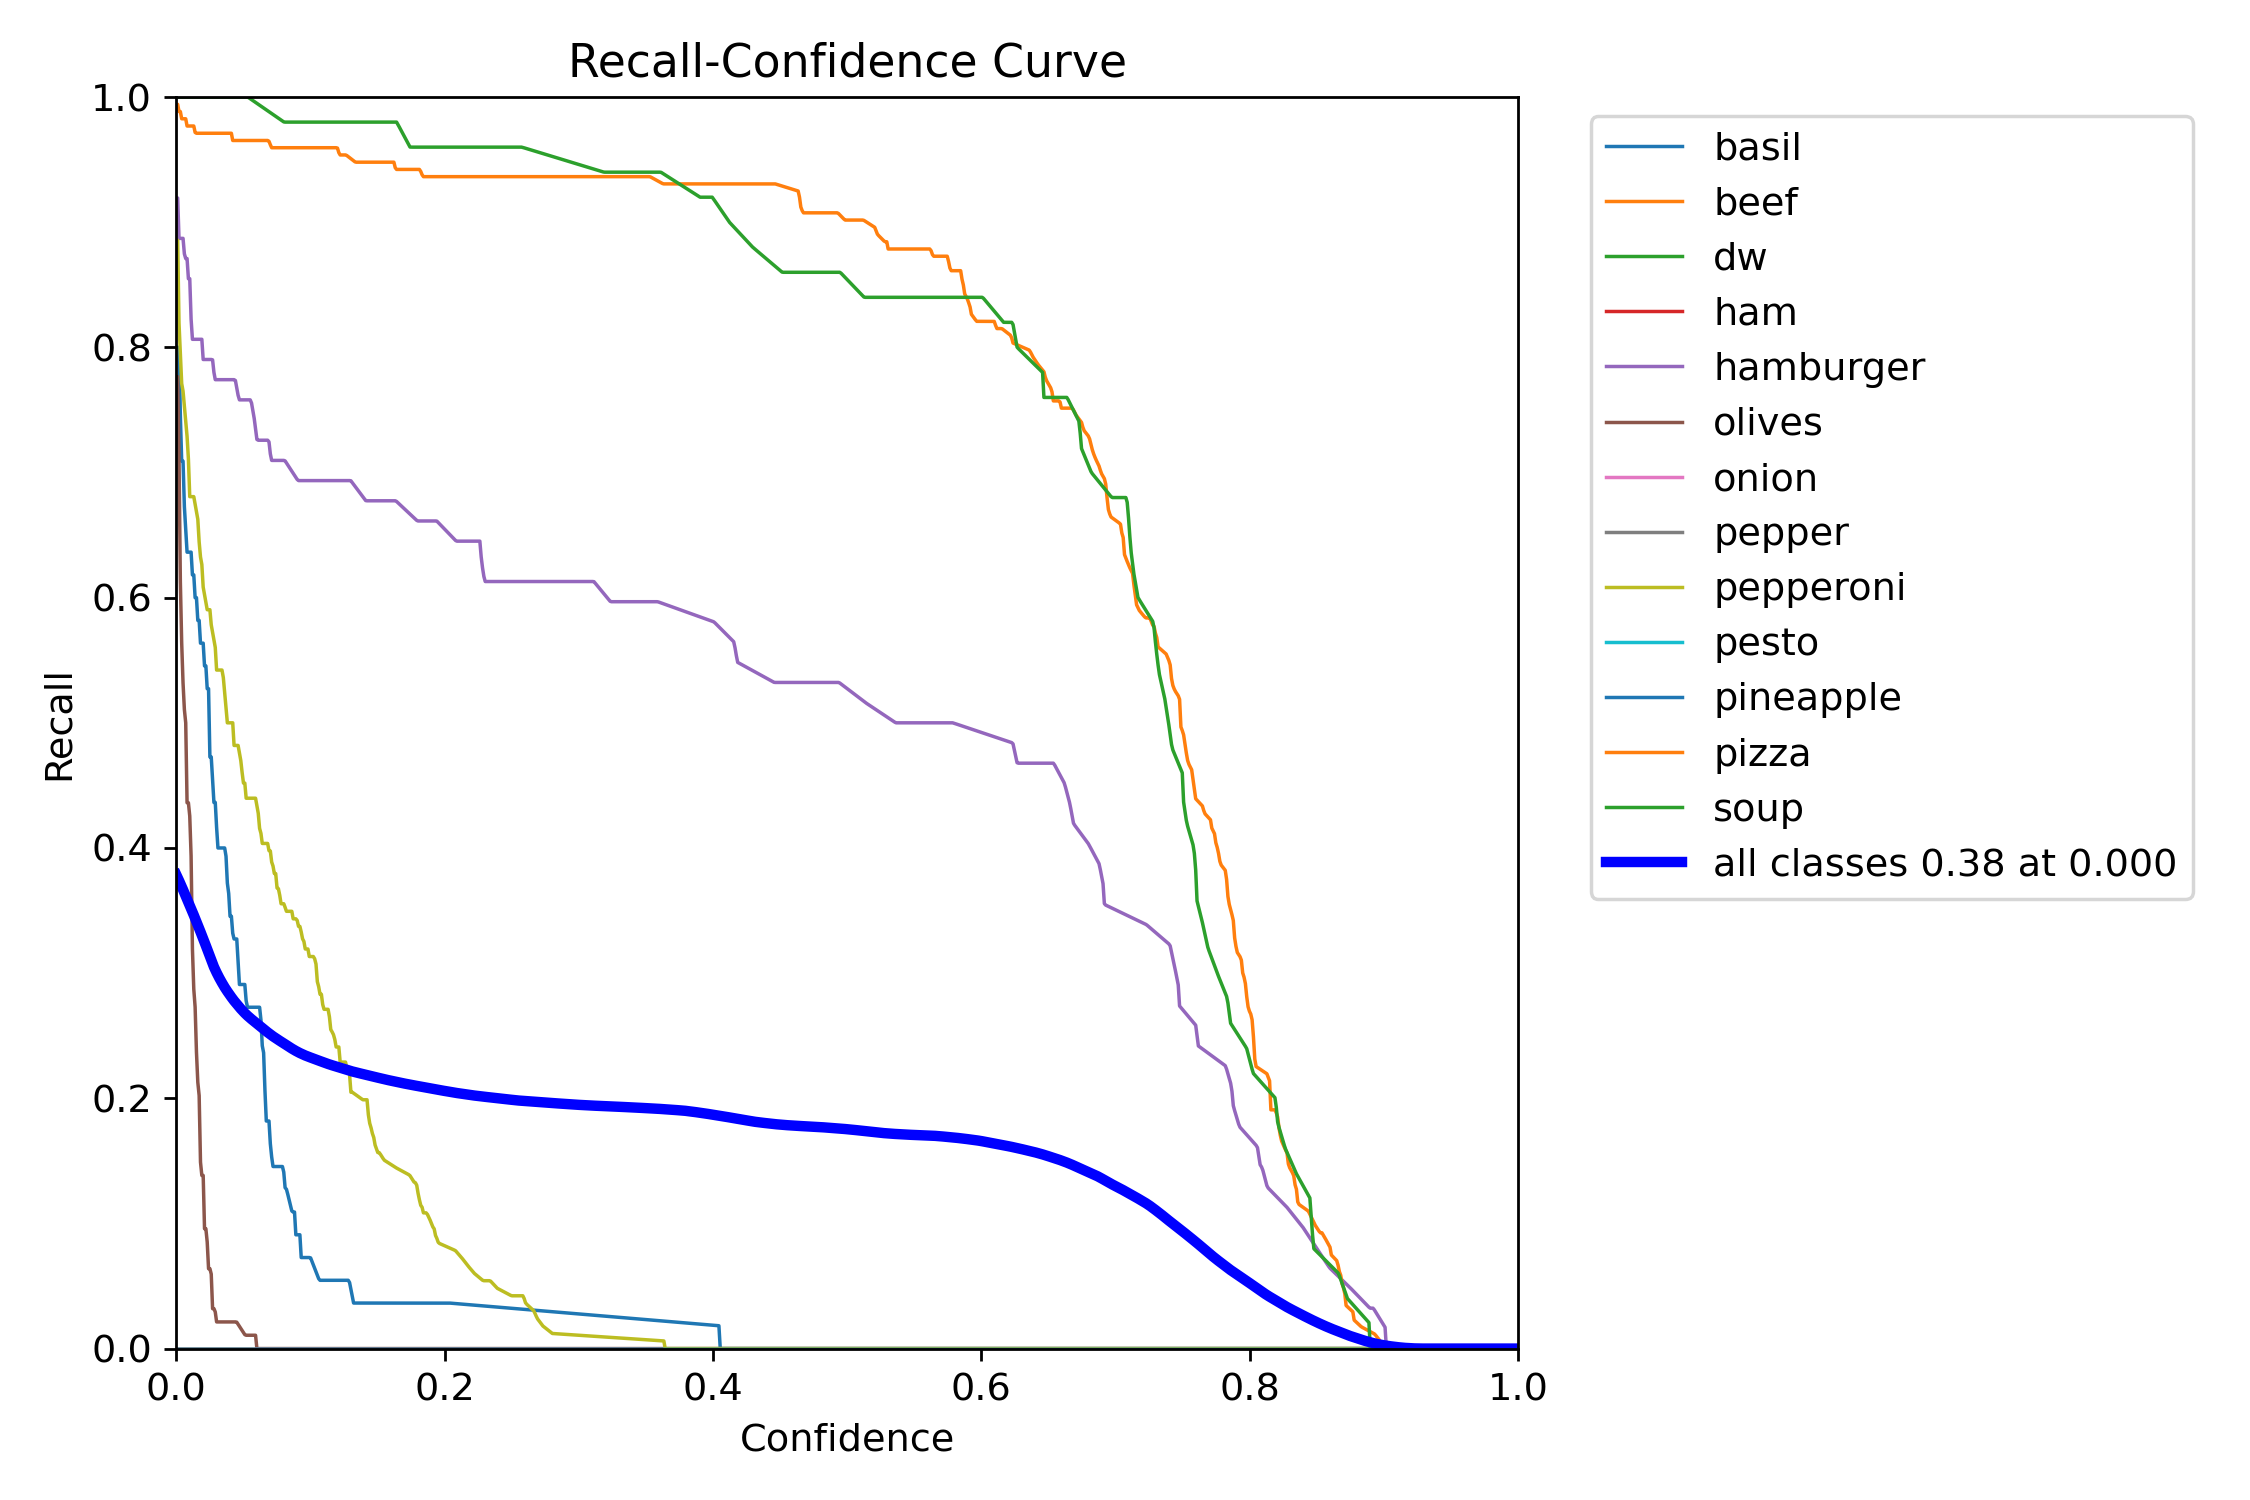 Recall-Confidence Curve
1.0
0.8
0.6
0.4
0.2
0.0
Recall
0.0 0.2 0.4 0.6 0.8 1.0
Confidence
basil
beef
dw
ham
hamburger
olives
onion
pepper
pepperoni
pesto
pineapple
pizza
soup
all classes 0.38 at 0.000